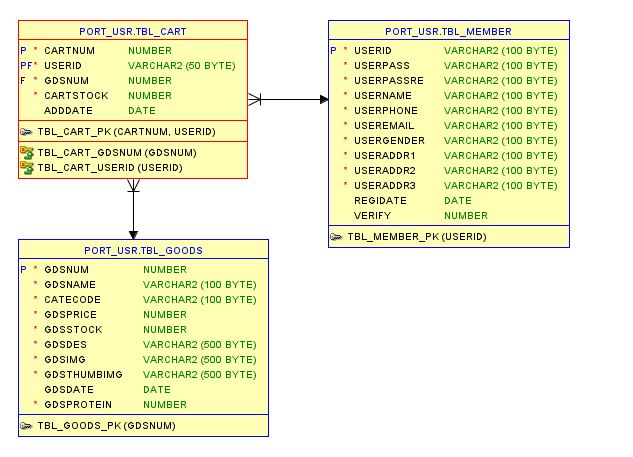 PORT_USR.TBL_CART
P * CARTNUM NUMBER
PF* USERID VARCHAR2 (50 BYTE)
F * GDSNUM NUMBER
* CARTSTOCK NUMBER
ADDDATE DATE
TBL_CART_PK (CARTNUM, USERID)
TBL_CART_GDSNUM (GDSNUM)
TBL_CART_USERID (USERID)
PORT_USR.TBL_MEMBER
P * USERID VARCHAR2 (100 BYTE)
* USERPASS VARCHAR2 (100 BYTE)
* USERPASSRE VARCHAR2 (100 BYTE)
* USERNAME VARCHAR2 (100 BYTE)
* USERPHONE VARCHAR2 (100 BYTE)
* USEREMAIL VARCHAR2 (100 BYTE)
* USERGENDER VARCHAR2 (100 BYTE)
* USERADDR1 VARCHAR2 (100 BYTE)
* USERADDR2 VARCHAR2 (100 BYTE)
* USERADDR3 VARCHAR2 (100 BYTE)
REGIDATE DATE
VERIFY NUMBER
TBL_MEMBER_PK (USERID)
PORT_USR.TBL_GOODS
P * GDSNUM NUMBER
* GDSNAME VARCHAR2 (100 BYTE)
* CATECODE VARCHAR2 (100 BYTE)
* GDSPRICE NUMBER
* GDSSTOCK NUMBER
* GDSDES VARCHAR2 (500 BYTE)
* GDSIMG VARCHAR2 (500 BYTE)
* GDSTHUMBIMG VARCHAR2 (500 BYTE)
GDSDATE DATE
* GDSPROTEIN NUMBER
TBL_GOODS_PK (GDSNUM)